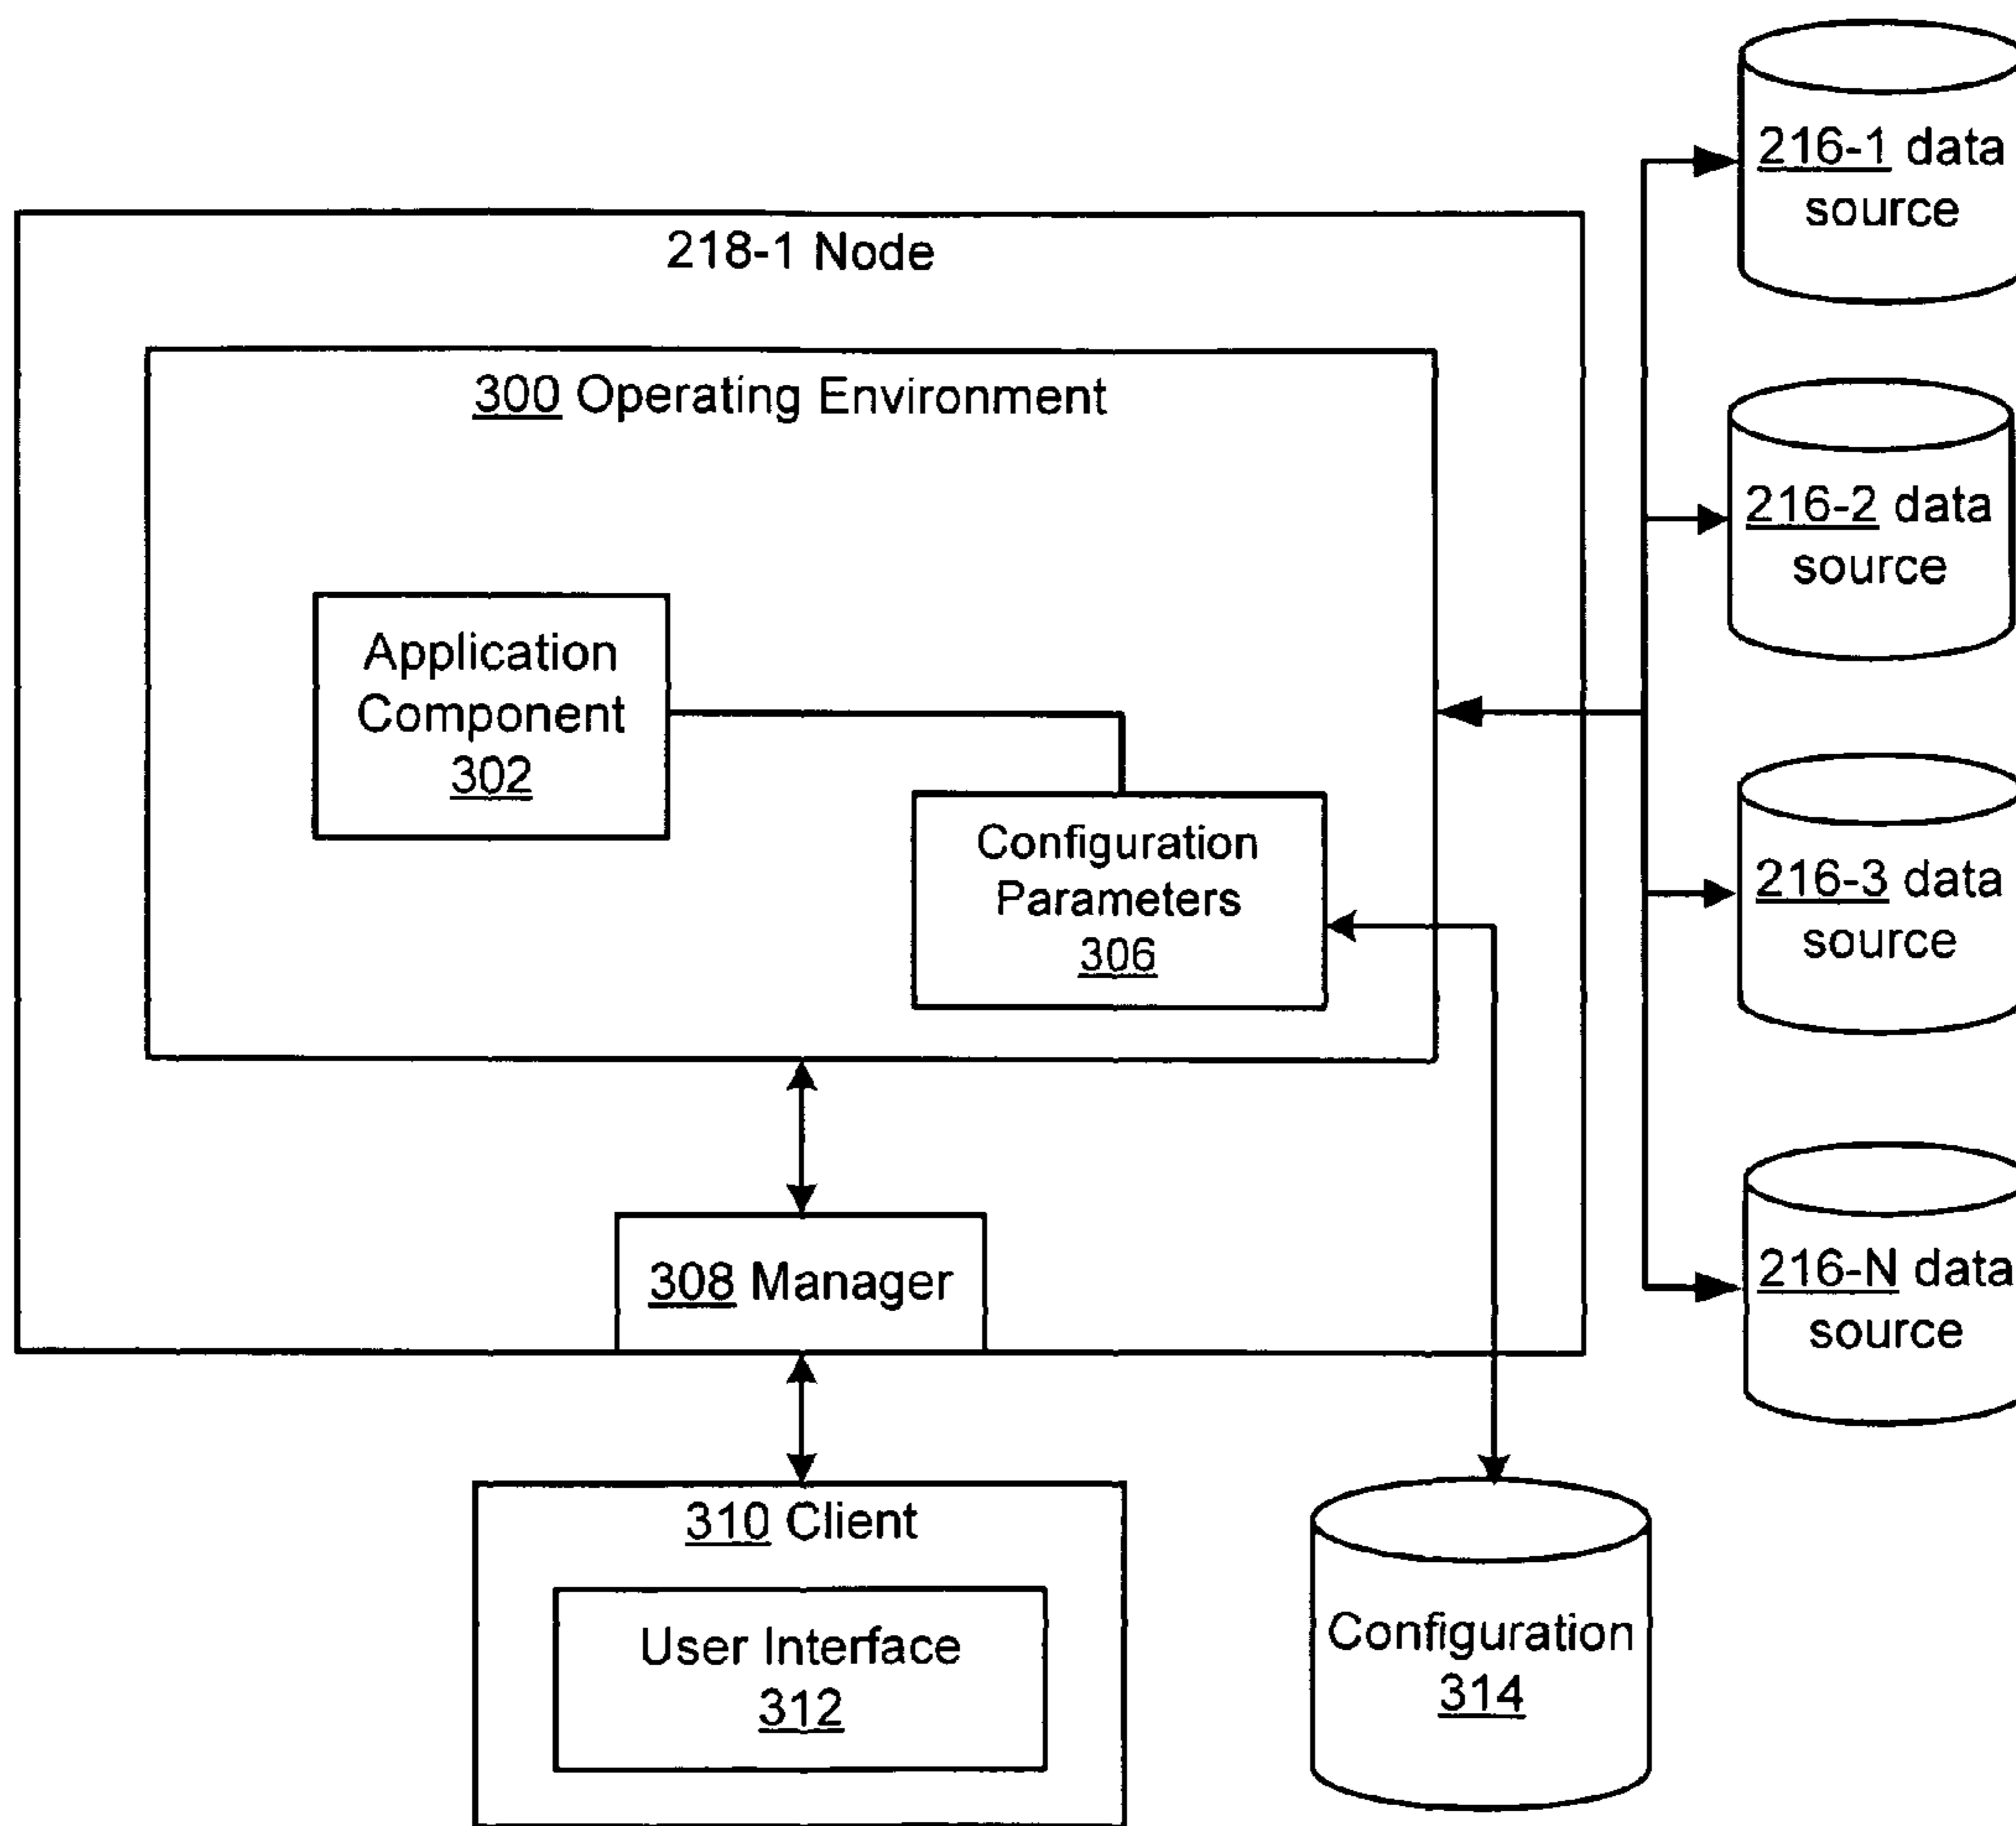 218-1 Node
300 Operating Environment
Application
Component
302
Configuration
Parameters
306
308 Manager
310 Client
User Interface
312
Configuration
314
216-1 data
source
216-2 data
source
216-3 data
source
216-N data
source